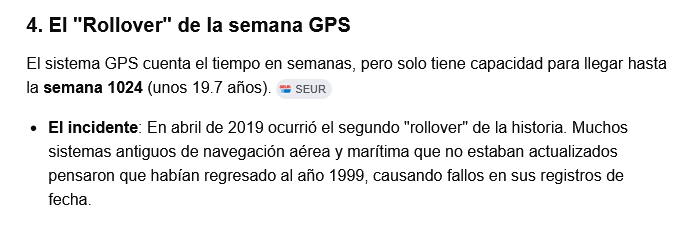 4. El "Rollover" de la semana GPS
El sistema GPS cuenta el tiempo en semanas, pero solo tiene capacidad para llegar hasta
la semana 1024 (unos 19.7 años). SEUR
• El incidente: En abril de 2019 ocurrió el segundo "rollover" de la historia. Muchos
sistemas antiguos de navegación aérea y marítima que no estaban actualizados
pensaron que habían regresado al año 1999, causando fallos en sus registros de
fecha.